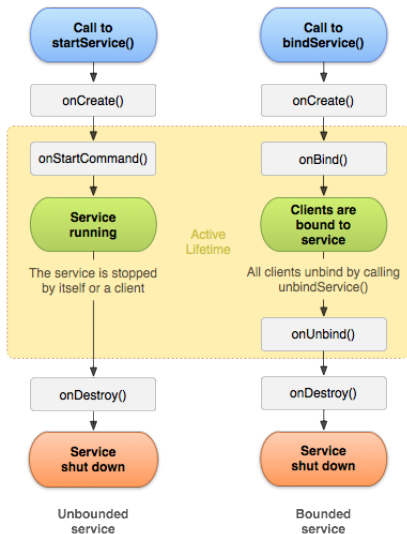 Call to
startService()
onCreate()
onStartCommand()
Service
running
The service is stopped
by itself or a client
onDestroy()
Service
shut down
Unbounded
service
Active
Lifetime
Call to
bindService()
onCreate()
onBind()
Clients are
bound to
service
All clients unbind by calling
unbindService()
onUnbind()
onDestroy()
Service
shut down
Bounded
service